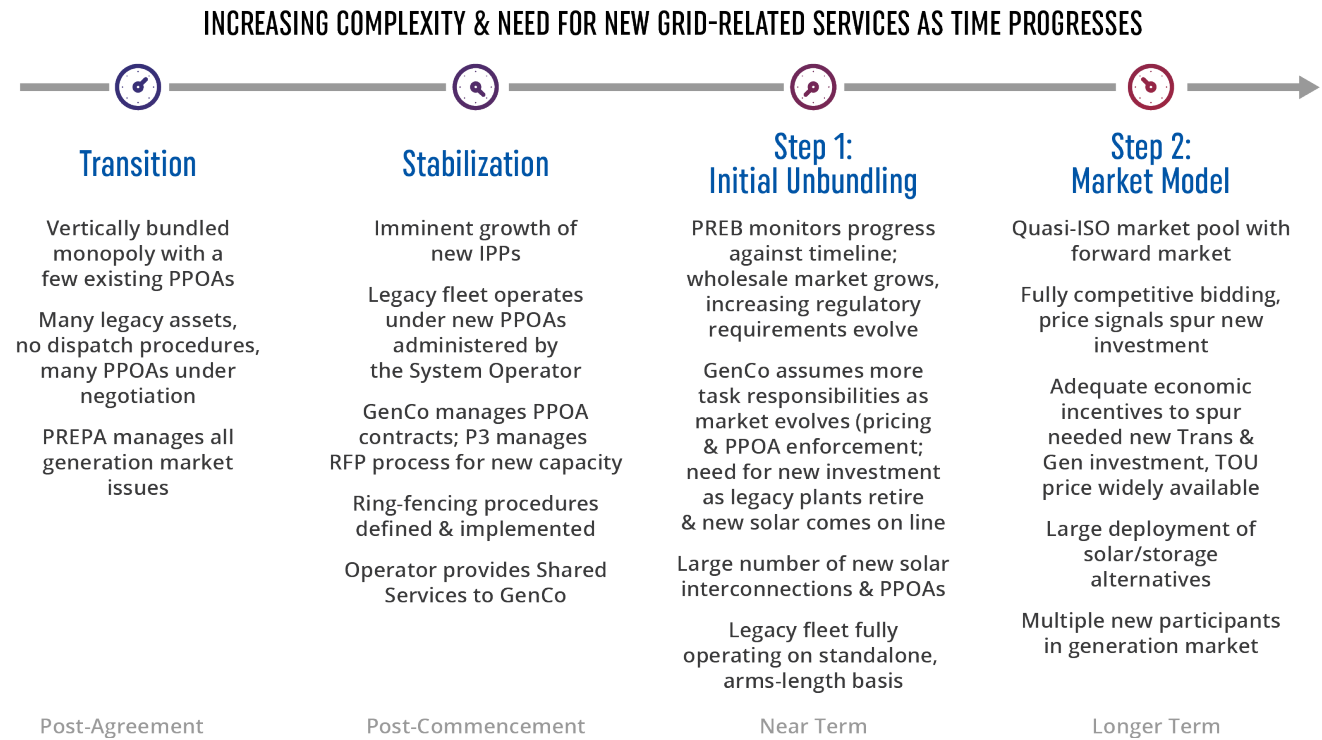 INCREASING COMPLEXITY & NEED FOR NEW GRID-RELATED SERVICES AS TIME PROGRESSES
Transition
Vertically bundled
monopoly with a
few existing PPOAs
Many legacy assets,
no dispatch procedures,
many PPOAs under
negotiation
PREPA manages all
generation market
issues
Post-Agreement
Stabilization
Imminent growth of
new IPPs
Legacy fleet operates
under new PPOAs
administered by
the System Operator
GenCo manages PPOA
contracts; P3 manages
RFP process for new capacity
Ring-fencing procedures
defined & implemented
Operator provides Shared
Services to GenCo
Post-Commencement
Step 1:
Initial Unbundling
PREB monitors progress
against timeline;
wholesale market grows,
increasing regulatory
requirements evolve
GenCo assumes more
task responsibilities as
market evolves (pricing
& PPOA enforcement;
need for new investment
as legacy plants retire
& new solar comes on line
Large number of new solar
interconnections & PPOAs
Legacy fleet fully
operating on standalone,
arms-length basis
Near Term
Step 2:
Market Model
Quasi-ISO market pool with
forward market
Fully competitive bidding,
price signals spur new
investment
Adequate economic
incentives to spur
needed new Trans &
Gen investment, TOU
price widely available
Large deployment of
solar/storage
alternatives
Multiple new participants
in generation market
Longer Term